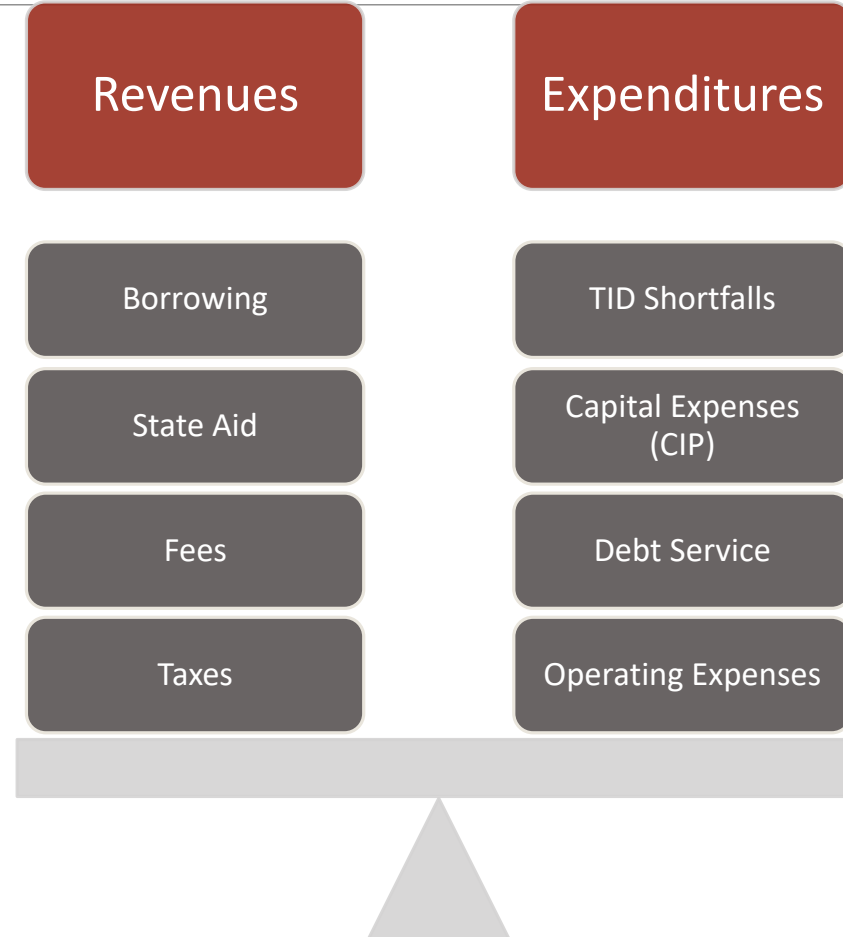 Revenues
Borrowing
State Aid
Fees
Taxes
Expenditures
TID Shortfalls
Capital Expenses
(CIP)
Debt Service
Operating Expenses